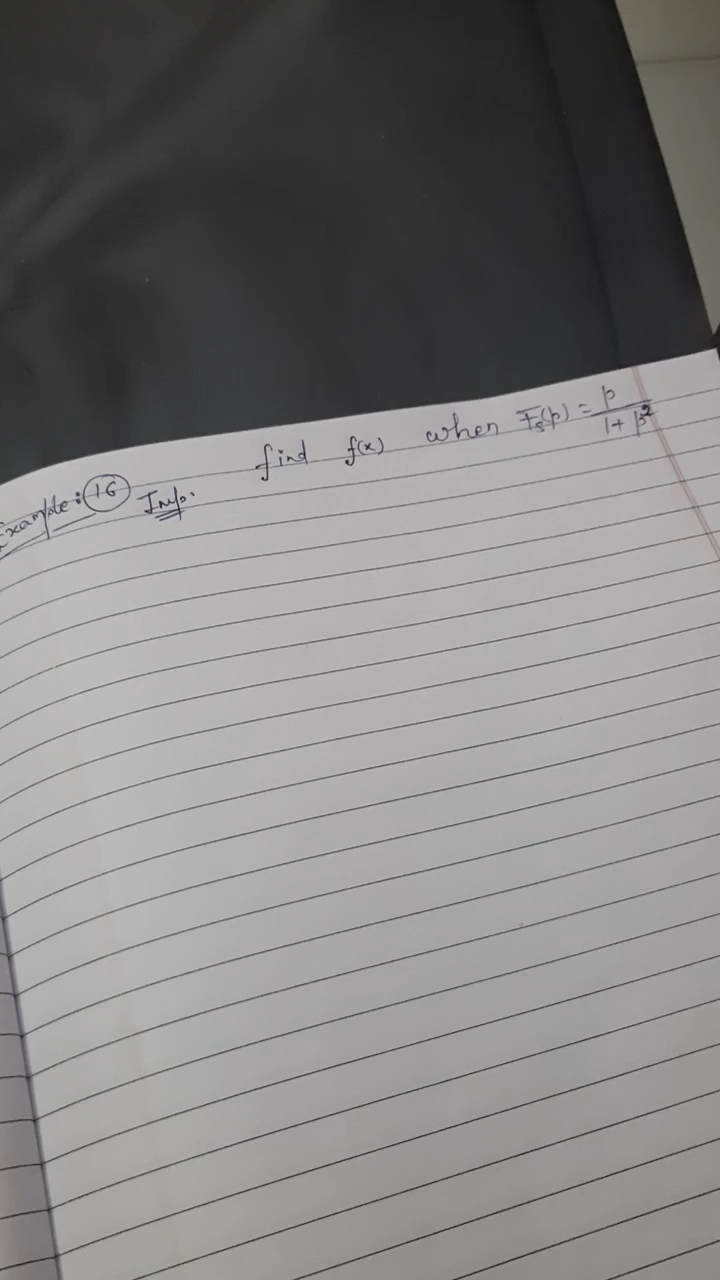 Example: 16 Imp. find f(x) when Fs(p) = p / 1 + p²